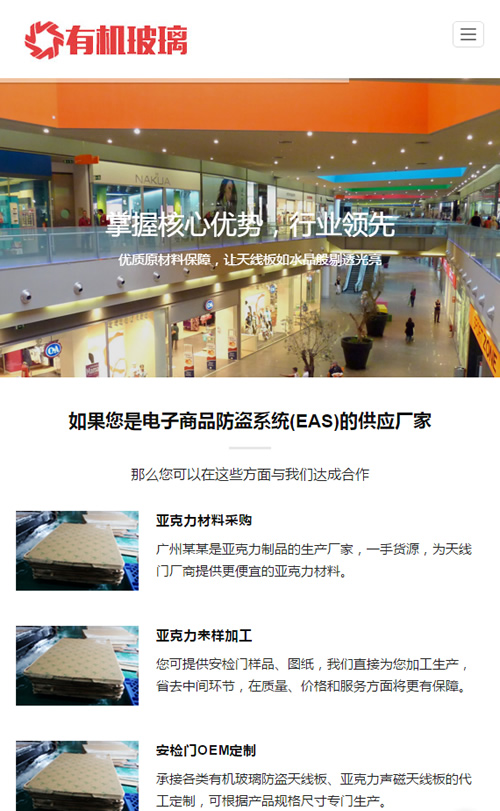 有机玻璃
NAKUA
掌握核心优势，行业领先
优质原材料保障，让天线板如水晶般剔透光亮
C&A
ZONE
如果您是电子商品防盗系统(EAS)的供应厂家
那么您可以在这些方面与我们达成合作
亚克力材料采购
广州某某是亚克力制品的生产厂家，一手货源，为天线
门厂商提供更便宜的亚克力材料。
亚克力来样加工
您可提供安检门样品、图纸，我们直接为您加工生产，
省去中间环节，在质量、价格和服务方面将更有保障。
安检门OEM定制
承接各类有机玻璃防盗天线板、亚克力声磁天线板的代
工定制，可根据产品规格尺寸专门生产。